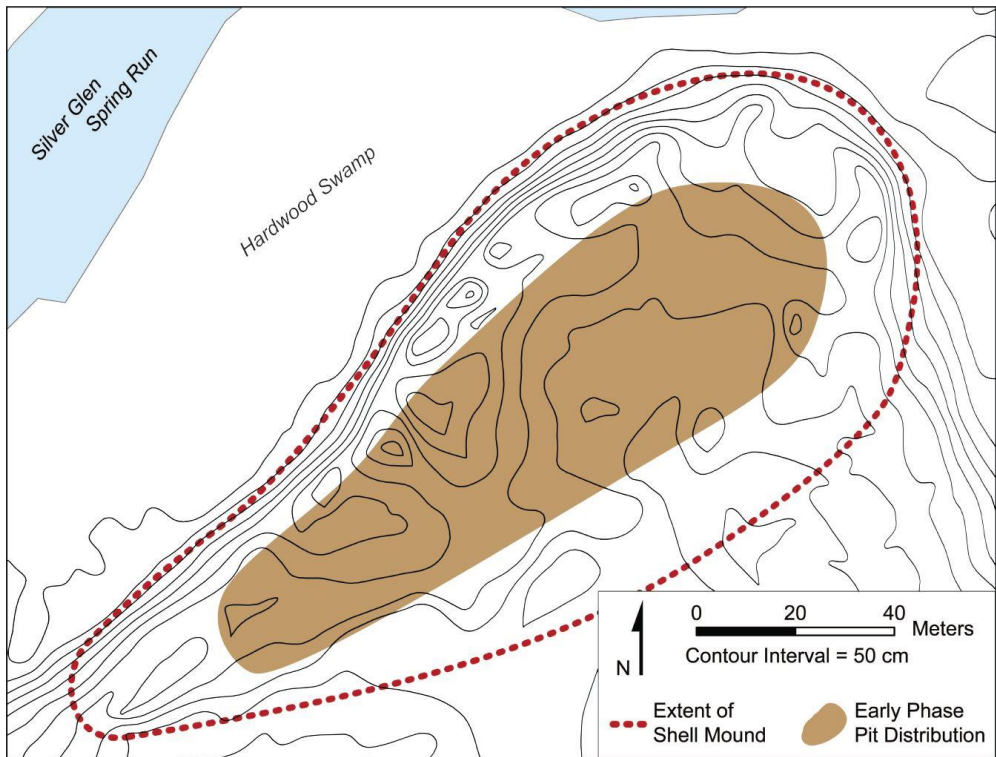 Silver Glen
Spring Run
Hardwood Swamp
N
0 20 40
Meters
Contour Interval = 50 cm
Extent of
Shell Mound
Early Phase
Pit Distribution